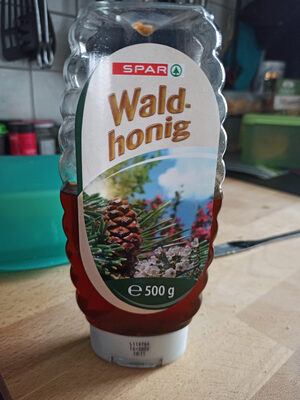 SPAR
Wald-
honig
℮ 500 g